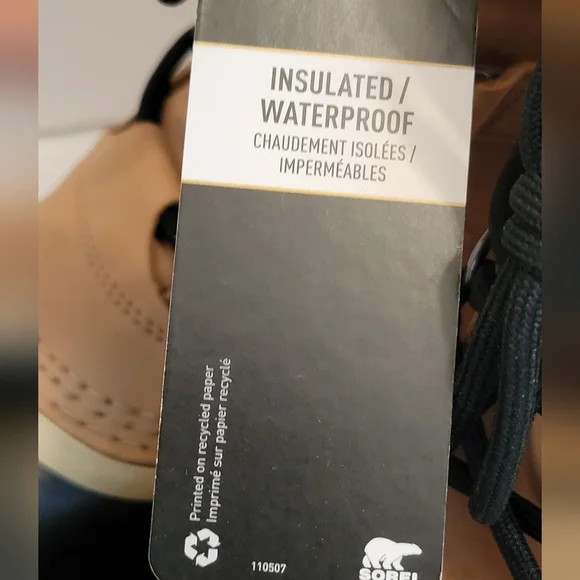 INSULATED /
WATERPROOF
CHAUDEMENT ISOLÉES /
IMPERMÉABLES
Printed on recycled paper
Imprimé sur papier recyclé
110507
SOREL